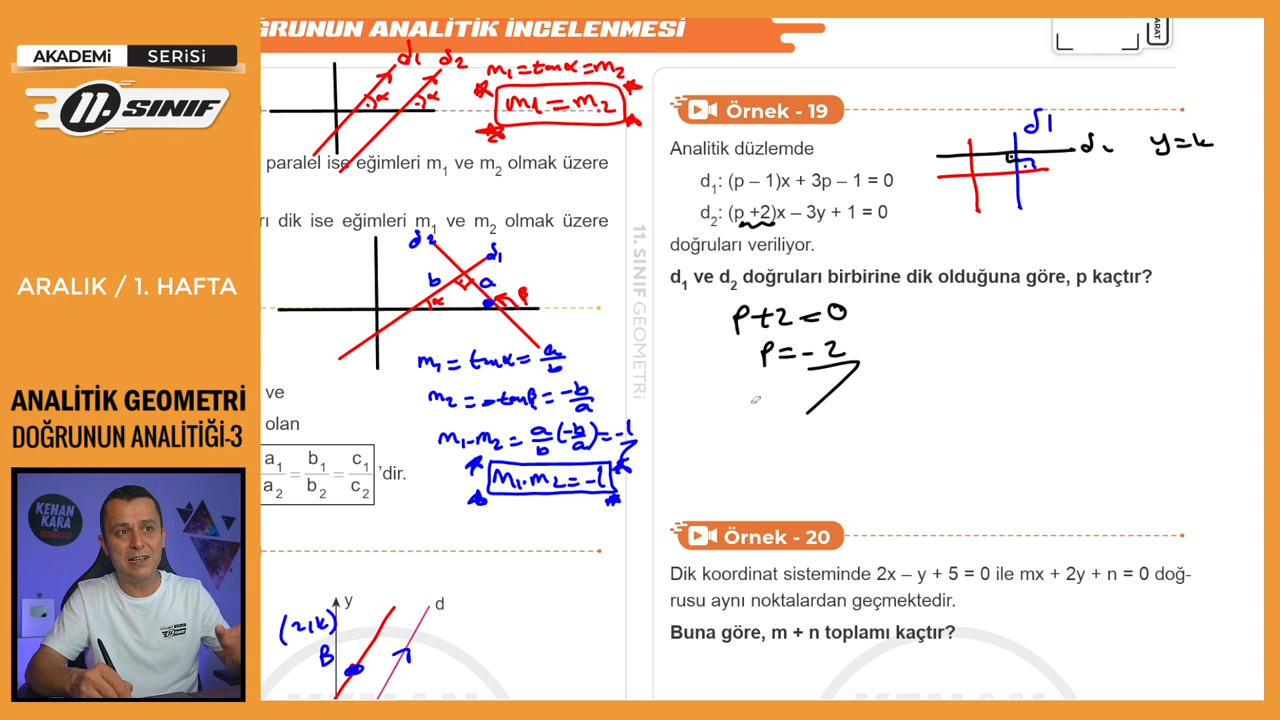 AKADEMİ SERİSİ
11. SINIF
ARALIK / 1. HAFTA
ANALİTİK GEOMETRİ
DOĞRUNUN ANALİTİĞİ-3
KENAN
KARA
ĞRUNUN ANALİTİK İNCELENMESİ
d1 d2
α α
m1 = tanα = m2
m1 = m2
paralel ise eğimleri m1 ve m2 olmak üzere
rı dik ise eğimleri m1 ve m2 olmak üzere
d2 d1
b a
α β
m1 = tanα = a/b
m2 = -tanβ = -b/a
m1·m2 = a/b (-b/a) = -1
m1·m2 = -1
ve
olan
a1/a2 = b1/b2 = c1/c2 'dir.
y d
(2,k)
B
11. SINIF GEOMETRİ
ARAT
Örnek - 19
Analitik düzlemde
d1: (p – 1)x + 3p – 1 = 0
d2: (p +2)x – 3y + 1 = 0
doğruları veriliyor.
d1 ve d2 doğruları birbirine dik olduğuna göre, p kaçtır?
d1
d2 y=k
p+2=0
p=-2
Örnek - 20
Dik koordinat sisteminde 2x – y + 5 = 0 ile mx + 2y + n = 0 doğ-
rusu aynı noktalardan geçmektedir.
Buna göre, m + n toplamı kaçtır?
KENAN